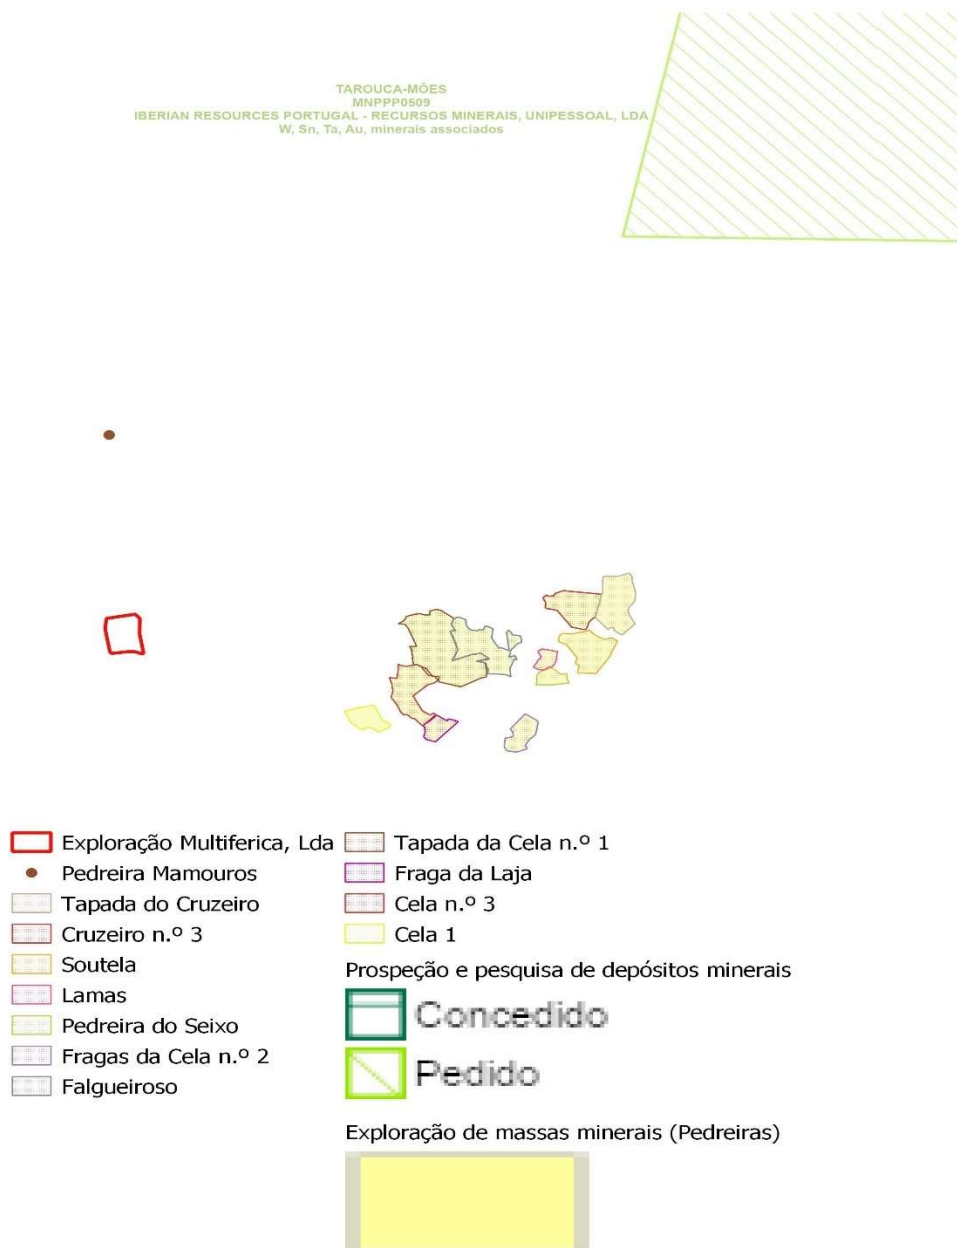 TAROUCA-MÕES
MNPPP0509
IBERIAN RESOURCES PORTUGAL - RECURSOS MINERAIS, UNIPESSOAL, LDA
W, Sn, Ta, Au, minerais associados
Exploração Multiferica, Lda
Pedreira Mamouros
Tapada do Cruzeiro
Cruzeiro n.º 3
Soutela
Lamas
Pedreira do Seixo
Fragas da Cela n.º 2
Falgueiroso
Tapada da Cela n.º 1
Fraga da Laja
Cela n.º 3
Cela 1
Prospeção e pesquisa de depósitos minerais
Concedido
Pedido
Exploração de massas minerais (Pedreiras)